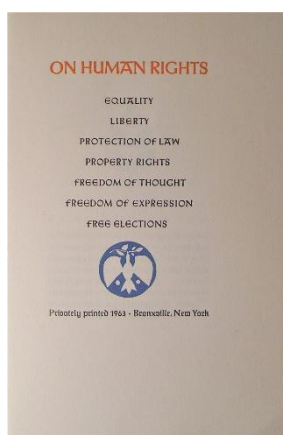 ON HUMAN RIGHTS
EQUALITY
LIBERTY
PROTECTION OF LAW
PROPERTY RIGHTS
FREEDOM OF THOUGHT
FREEDOM OF EXPRESSION
FREE ELECTIONS
Privately printed 1963 - Bronxville, New York